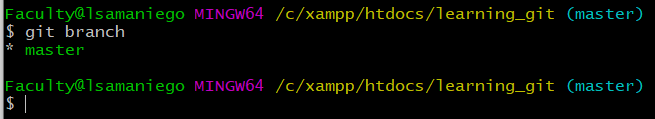 Faculty@lsamaniego MINGW64 /c/xampp/htdocs/learning_git (master)
$ git branch
* master
Faculty@lsamaniego MINGW64 /c/xampp/htdocs/learning_git (master)
$